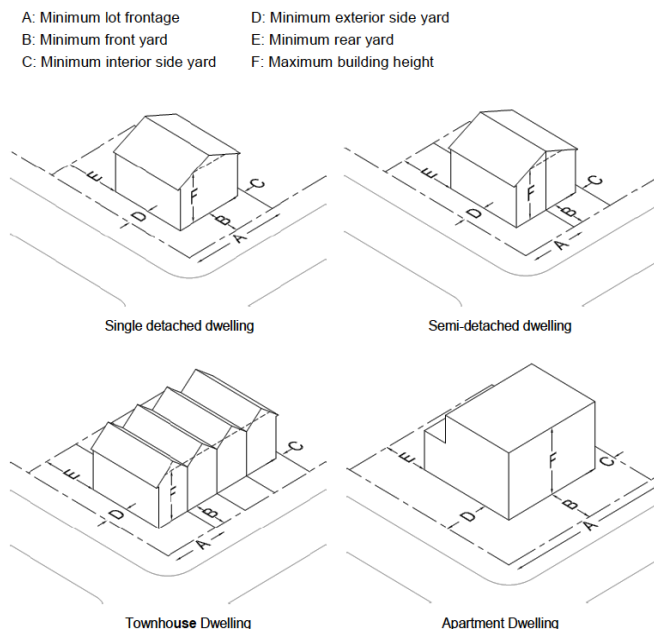 A: Minimum lot frontage D: Minimum exterior side yard
B: Minimum front yard E: Minimum rear yard
C: Minimum interior side yard F: Maximum building height
E D F B A C
Single detached dwelling
E D F B A C
Semi-detached dwelling
E D F B A C
Townhouse Dwelling
E D F B A C
Apartment Dwelling